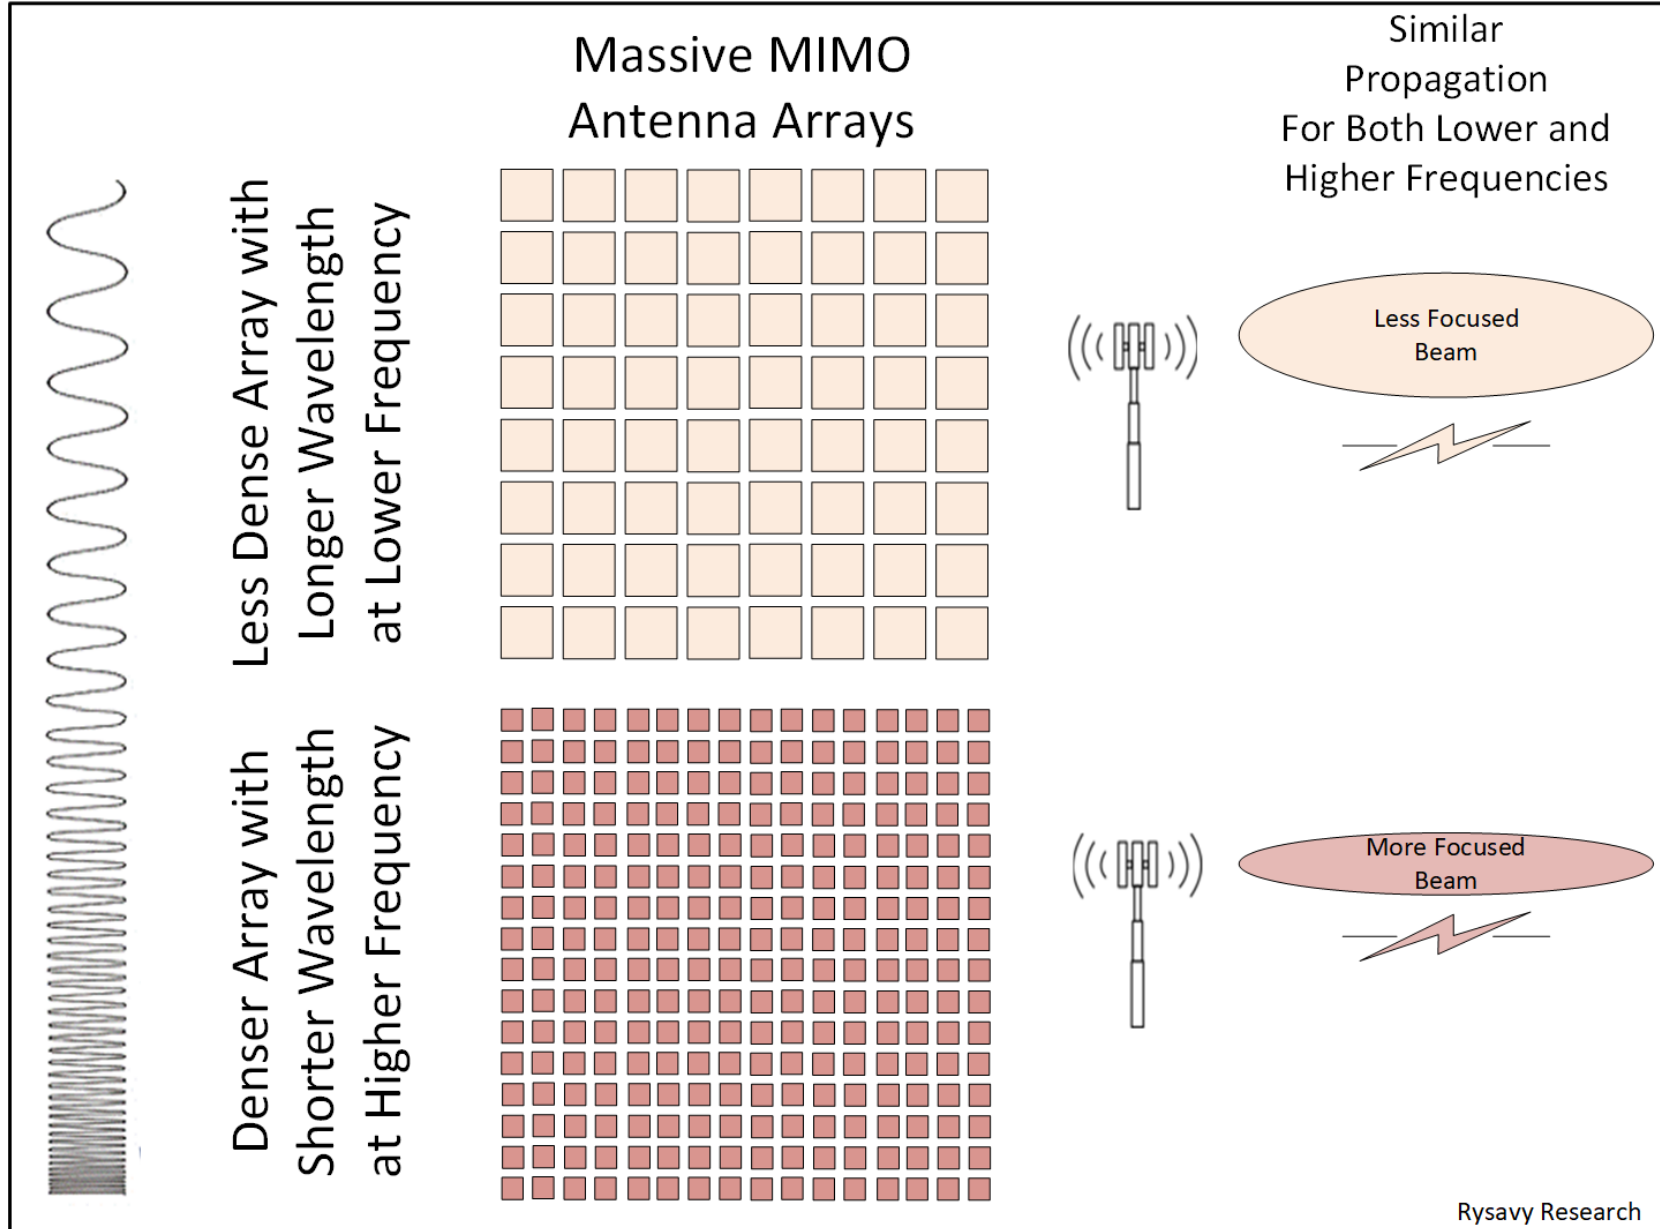 Massive MIMO
Antenna Arrays
Similar
Propagation
For Both Lower and
Higher Frequencies
Less Dense Array with
Longer Wavelength
at Lower Frequency
Less Focused
Beam
Denser Array with
Shorter Wavelength
at Higher Frequency
More Focused
Beam
Rysavy Research